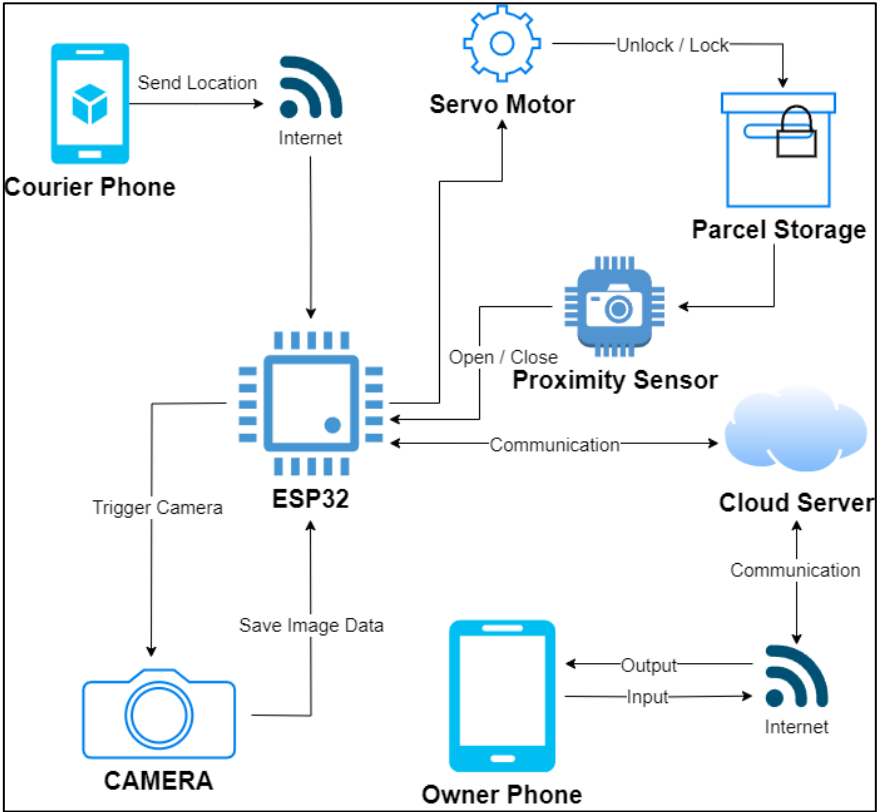 Send Location
Internet
Courier Phone
Servo Motor
Unlock / Lock
Parcel Storage
Open / Close
Proximity Sensor
Communication
ESP32
Cloud Server
Trigger Camera
Communication
Save Image Data
Output
Input
Internet
CAMERA
Owner Phone